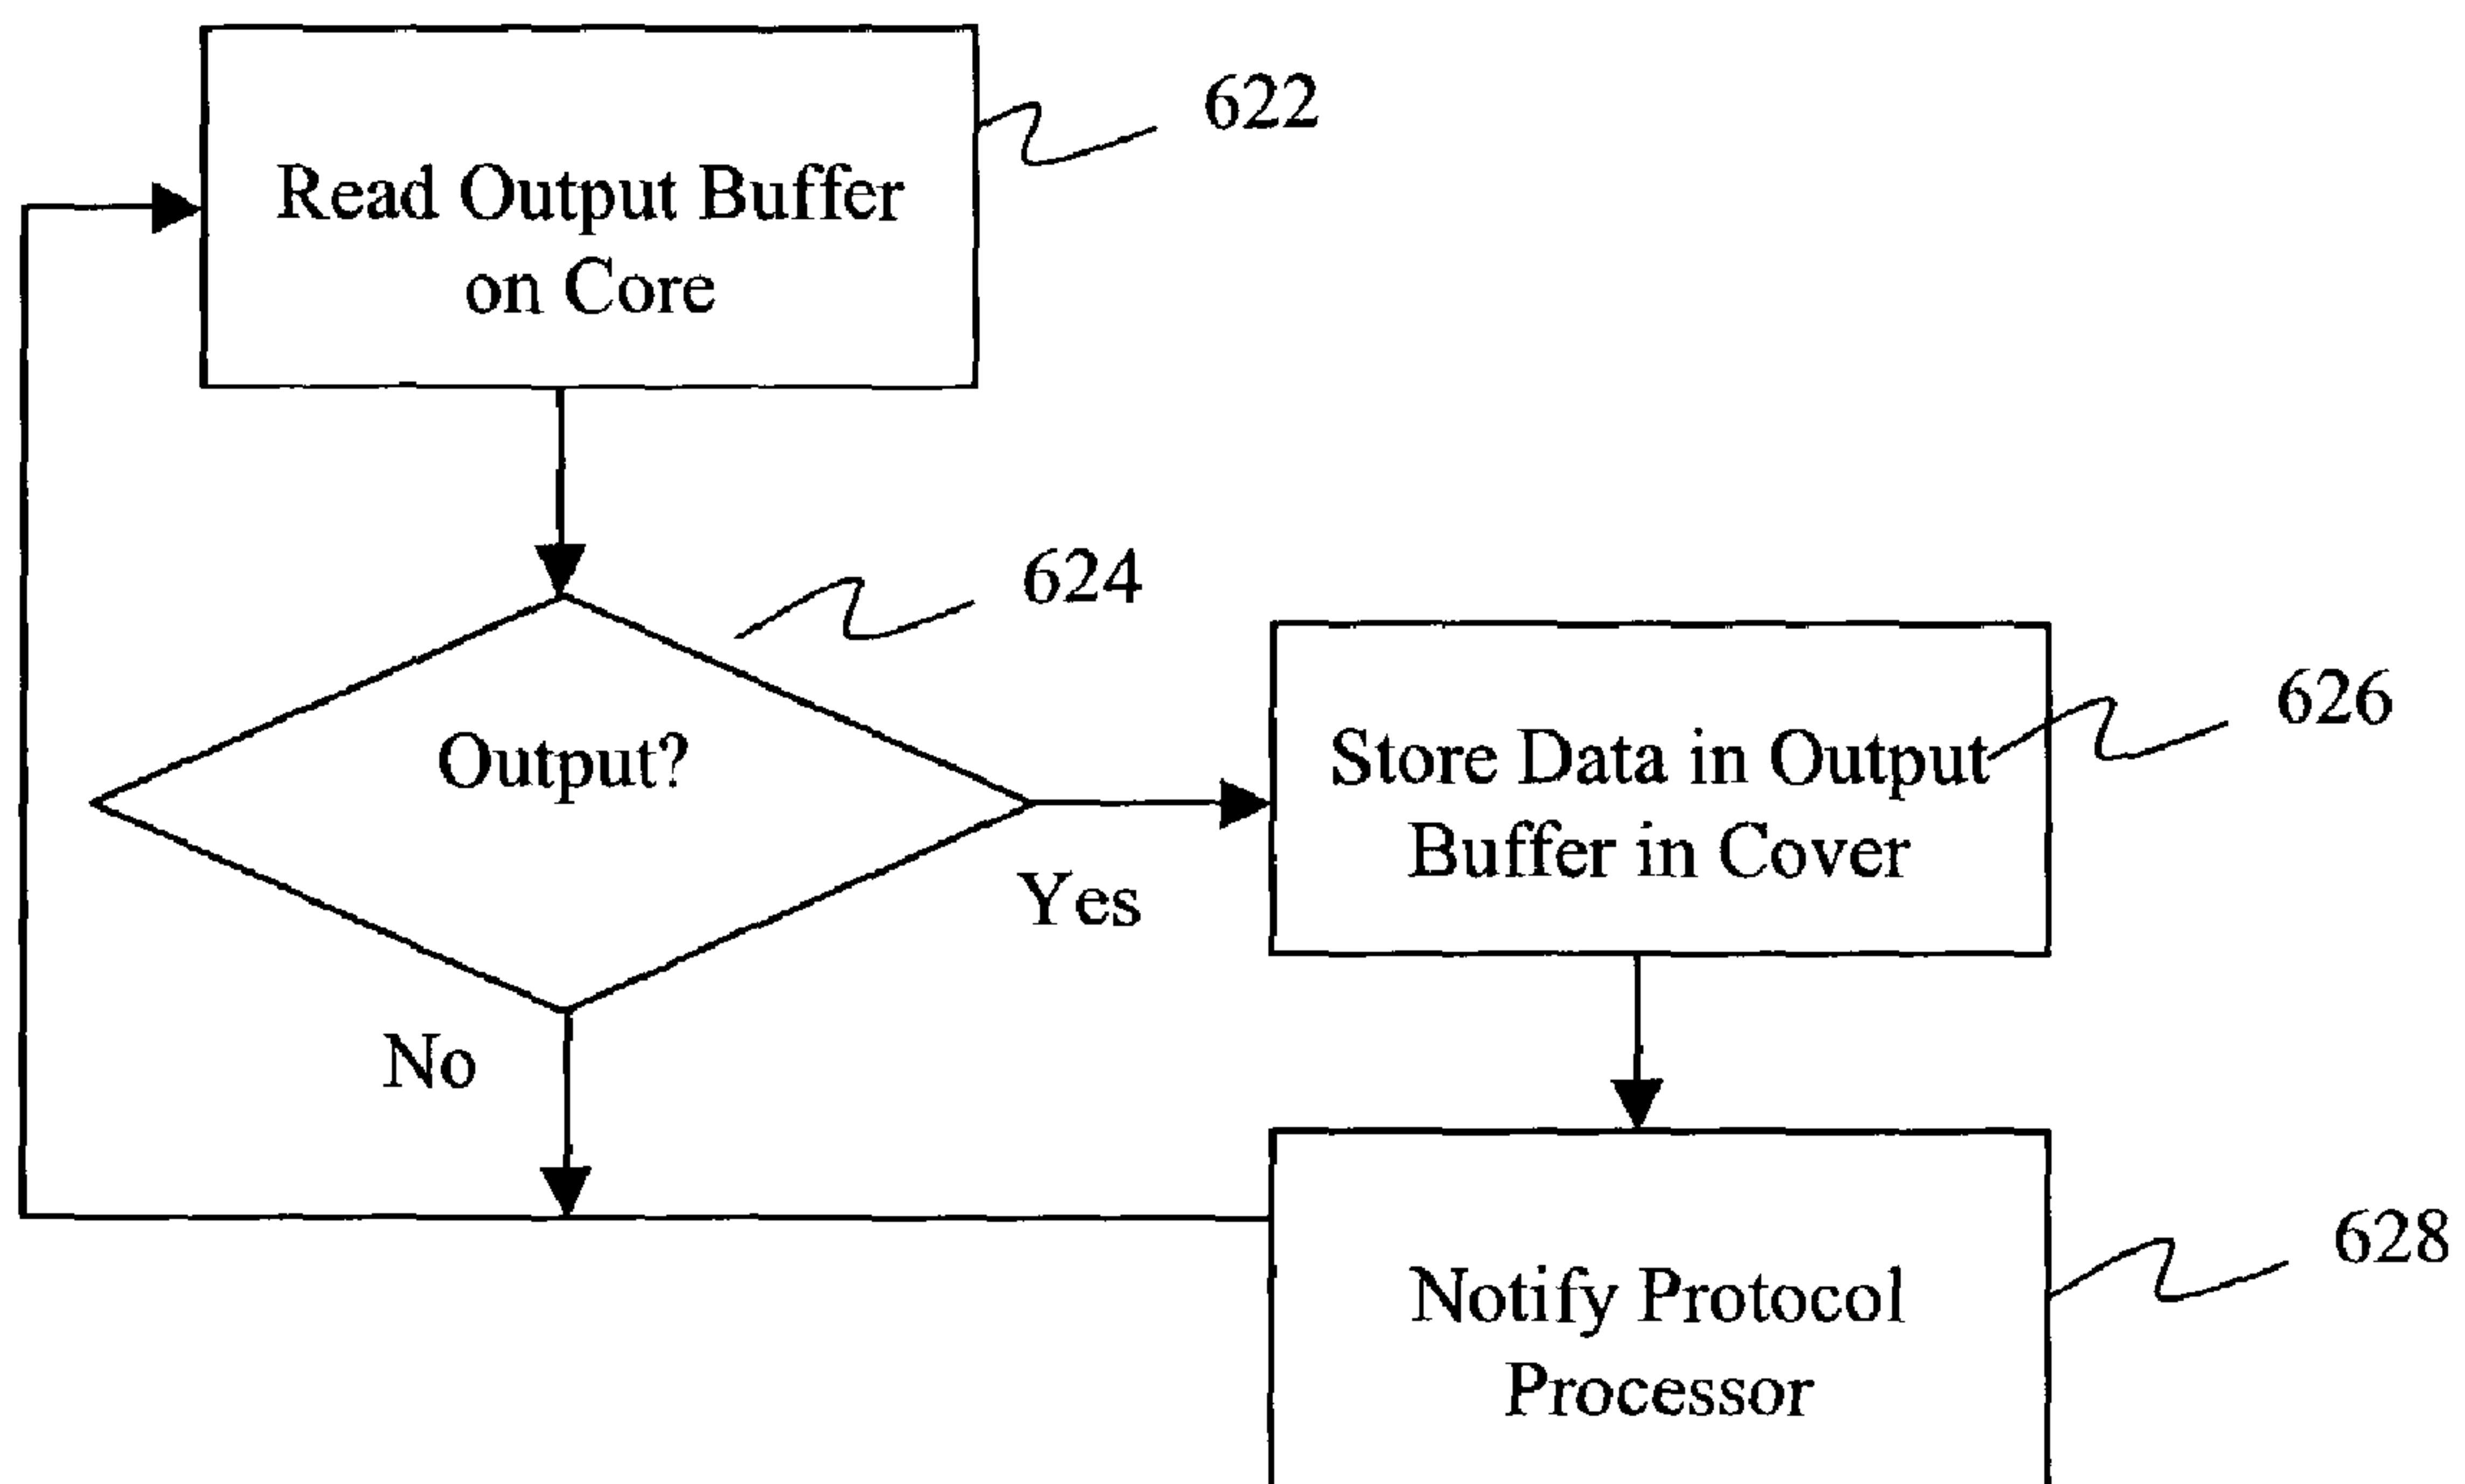 622
Read Output Buffer
on Core
624
Output?
626
Store Data in Output
Buffer in Cover
Yes
No
628
Notify Protocol
Processor